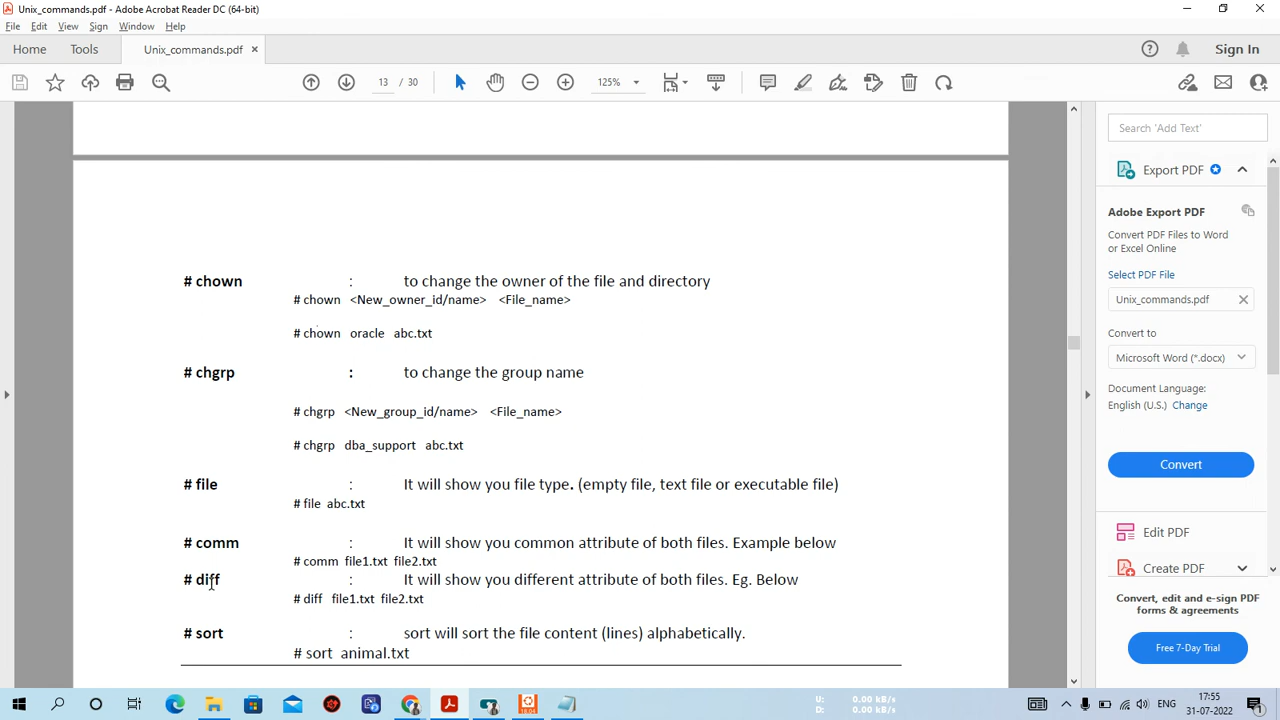 Unix_commands.pdf - Adobe Acrobat Reader DC (64-bit)
File Edit View Sign Window Help
Home Tools Unix_commands.pdf × Sign In
13 / 30 125%
# chown : to change the owner of the file and directory
# chown <New_owner_id/name> <File_name>
# chown oracle abc.txt
# chgrp : to change the group name
# chgrp <New_group_id/name> <File_name>
# chgrp dba_support abc.txt
# file : It will show you file type. (empty file, text file or executable file)
# file abc.txt
# comm : It will show you common attribute of both files. Example below
# comm file1.txt file2.txt
# diff : It will show you different attribute of both files. Eg. Below
# diff file1.txt file2.txt
# sort : sort will sort the file content (lines) alphabetically.
# sort animal.txt
Search 'Add Text'
Export PDF
Adobe Export PDF
Convert PDF Files to Word
or Excel Online
Select PDF File
Unix_commands.pdf
Convert to
Microsoft Word (*.docx)
Document Language:
English (U.S.) Change
Convert
Edit PDF
Create PDF
Convert, edit and e-sign PDF
forms & agreements
Free 7-Day Trial
U: 0.00 kB/s
D: 0.00 kB/s
ENG
17:55
31-07-2022